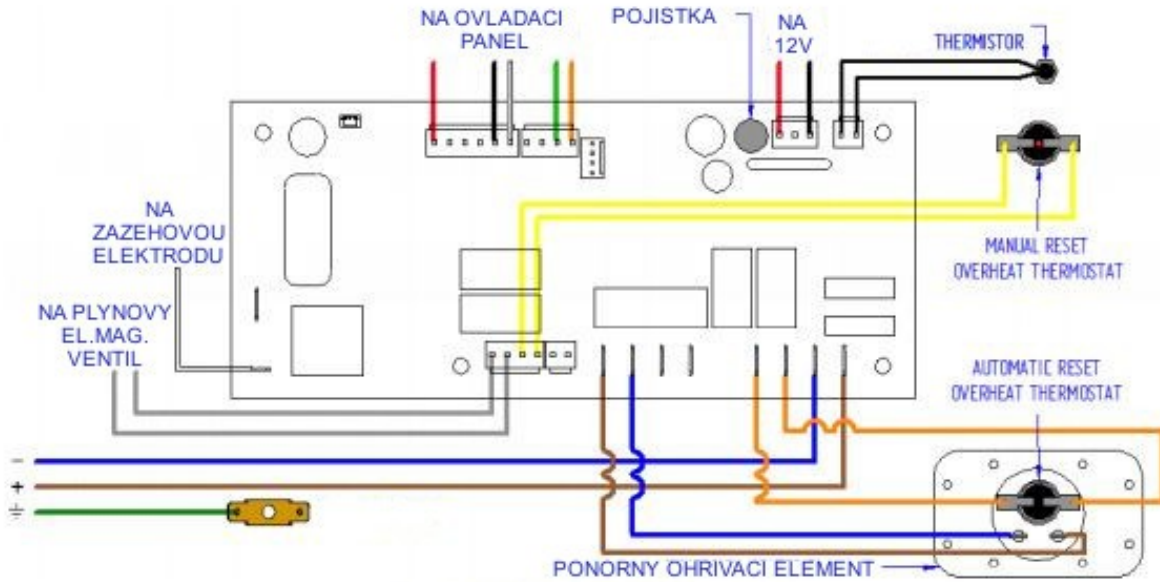 NA OVLADACI
PANEL
POJISTKA
NA
12V
THERMISTOR
NA
ZAZEHOVOU
ELEKTRODU
MANUAL RESET
OVERHEAT THERMOSTAT
NA PLYNOVY
EL.MAG.
VENTIL
AUTOMATIC RESET
OVERHEAT THERMOSTAT
−
+
PONORNY OHRIVACI ELEMENT